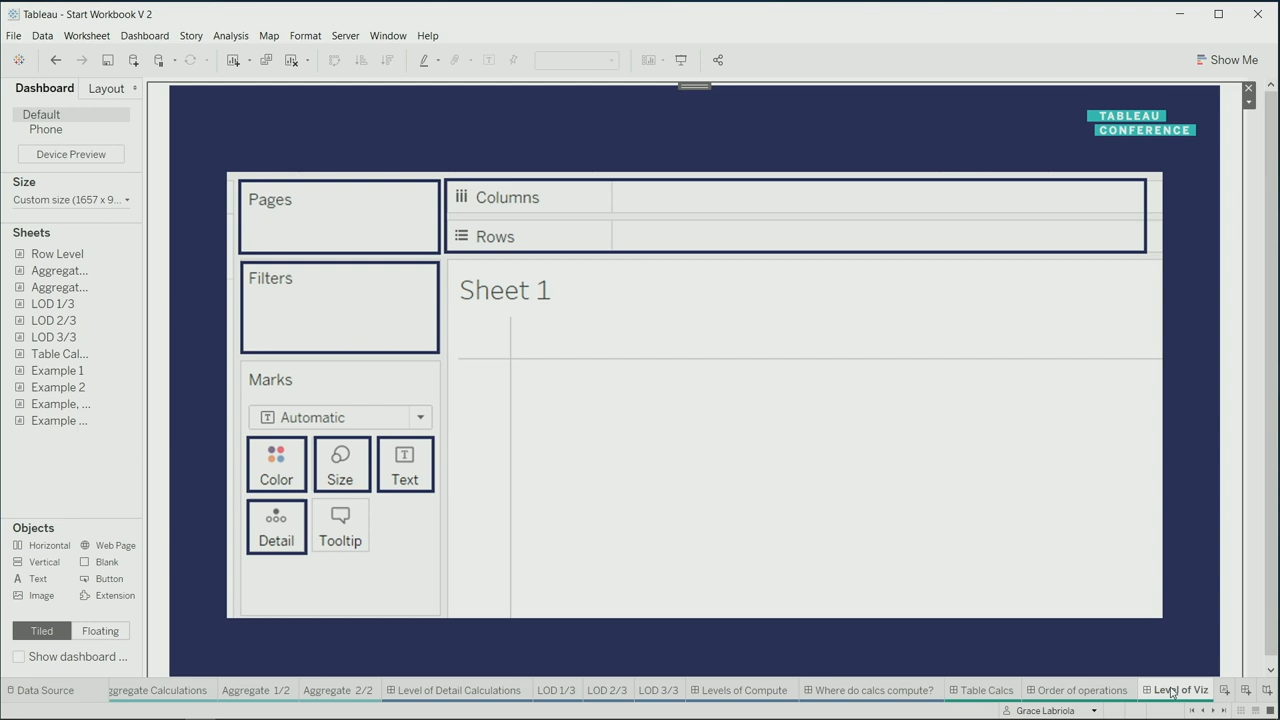 Tableau - Start Workbook V 2
File Data Worksheet Dashboard Story Analysis Map Format Server Window Help
Show Me
Dashboard Layout
Default
Phone
Device Preview
Size
Custom size (1657 x 9...
Sheets
Row Level
Aggregat...
Aggregat...
LOD 1/3
LOD 2/3
LOD 3/3
Table Cal...
Example 1
Example 2
Example, ...
Example ...
Objects
Horizontal Web Page
Vertical Blank
Text Button
Image Extension
Tiled Floating
Show dashboard ...
TABLEAU
CONFERENCE
Pages
Columns
Rows
Filters
Sheet 1
Marks
Automatic
Color Size Text
Detail Tooltip
Data Source ggregate Calculations Aggregate 1/2 Aggregate 2/2 Level of Detail Calculations LOD 1/3 LOD 2/3 LOD 3/3 Levels of Compute Where do calcs compute? Table Calcs Order of operations Level of Viz
Grace Labriola